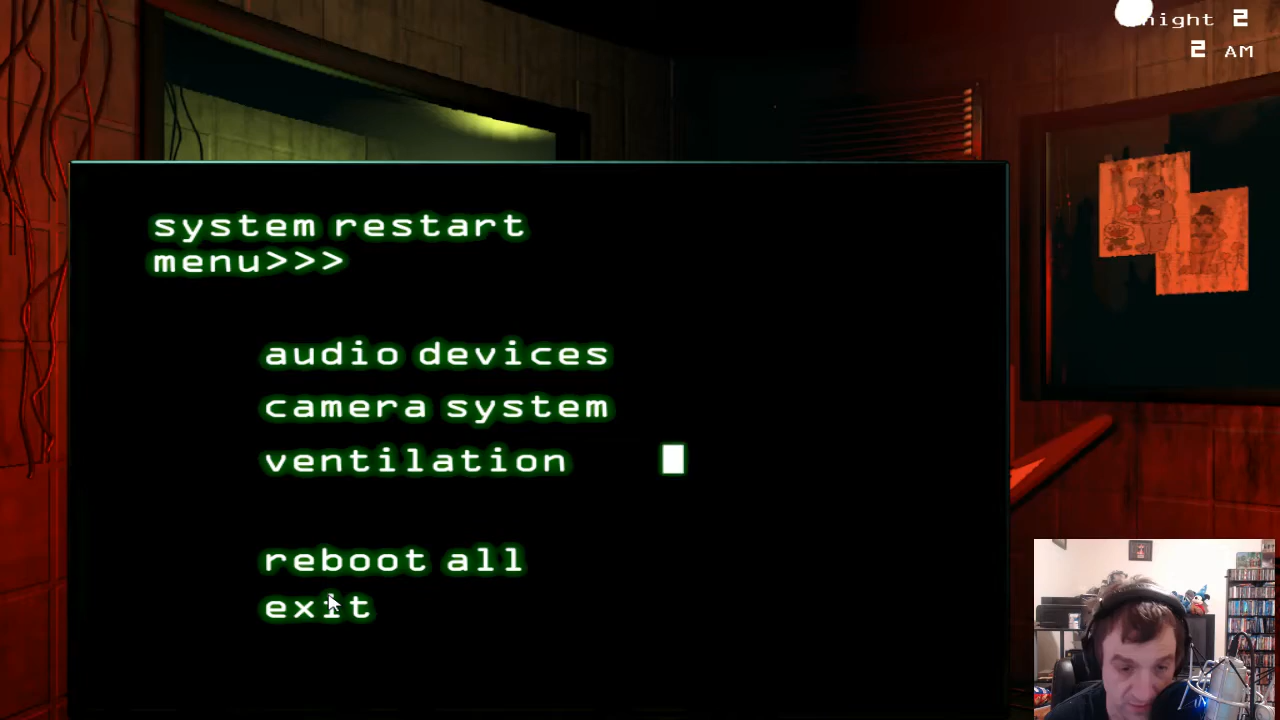 night 2
2 AM
system restart
menu>>>
audio devices
camera system
ventilation
reboot all
exit